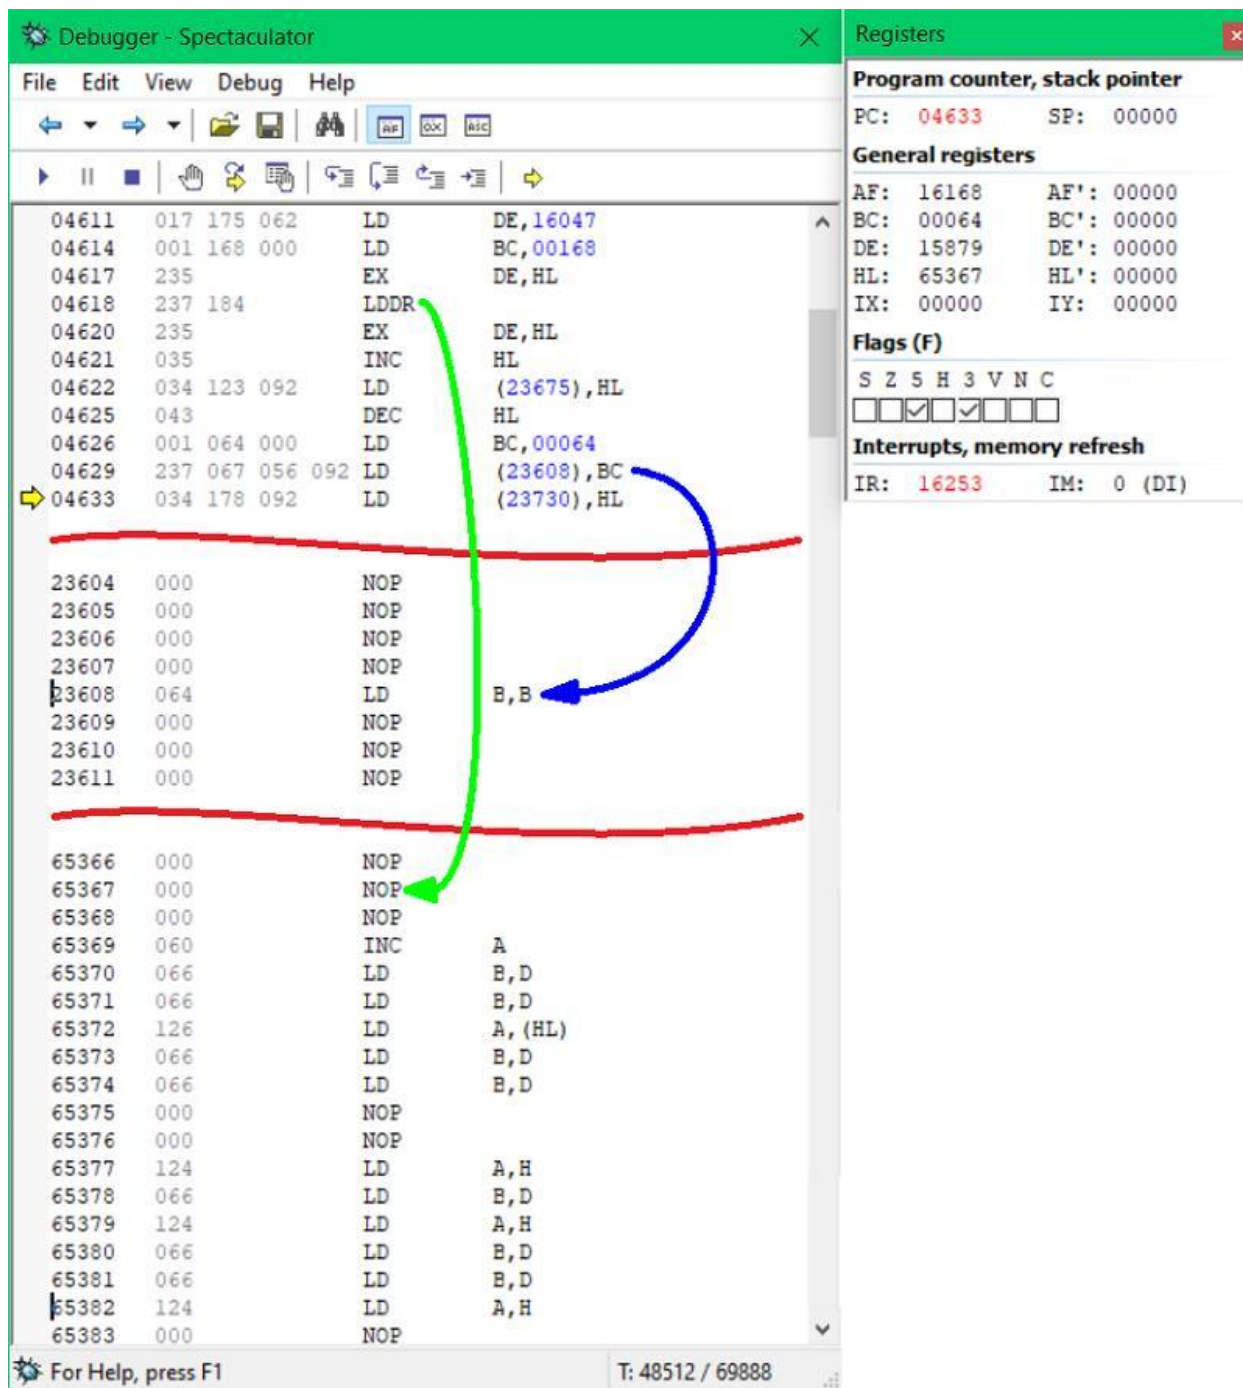 Debugger - Spectaculator
File Edit View Debug Help
04611 017 175 062 LD DE,16047
04614 001 168 000 LD BC,00168
04617 235 EX DE,HL
04618 237 184 LDDR
04620 235 EX DE,HL
04621 035 INC HL
04622 034 123 092 LD (23675),HL
04625 043 DEC HL
04626 001 064 000 LD BC,00064
04629 237 067 056 092 LD (23608),BC
04633 034 178 092 LD (23730),HL
23604 000 NOP
23605 000 NOP
23606 000 NOP
23607 000 NOP
23608 064 LD B,B
23609 000 NOP
23610 000 NOP
23611 000 NOP
65366 000 NOP
65367 000 NOP
65368 000 NOP
65369 060 INC A
65370 066 LD B,D
65371 066 LD B,D
65372 126 LD A,(HL)
65373 066 LD B,D
65374 066 LD B,D
65375 000 NOP
65376 000 NOP
65377 124 LD A,H
65378 066 LD B,D
65379 124 LD A,H
65380 066 LD B,D
65381 066 LD B,D
65382 124 LD A,H
65383 000 NOP
For Help, press F1 T: 48512 / 69888
Registers
Program counter, stack pointer
PC: 04633 SP: 00000
General registers
AF: 16168 AF': 00000
BC: 00064 BC': 00000
DE: 15879 DE': 00000
HL: 65367 HL': 00000
IX: 00000 IY: 00000
Flags (F)
S Z 5 H 3 V N C
Interrupts, memory refresh
IR: 16253 IM: 0 (DI)